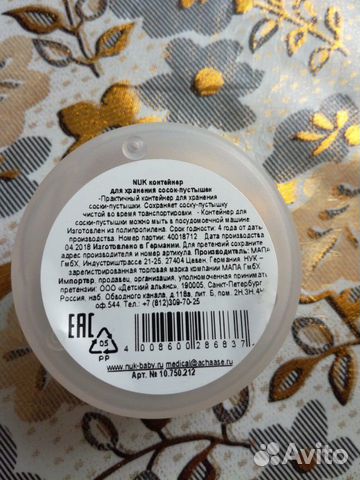 NUK контейнер
для хранения сосок-пустышек
-Практичный контейнер для хранения
соски-пустышки. Сохраняет соску-пустышку
чистой во время транспортировки - Контейнер для
соски-пустышки можно мыть в посудомоечной машине.
Изготовлен из полипропилена. Срок годности: 4 года от даты
производства. Номер партии: 40018712 Дата производства
04.2018 Изготовлено в Германии. Для претензий сохраните
адрес производителя и номер артикула. Производитель: МАПА
ГмбХ, Индустриштрассе 21-25, 27404 Цевен, Германия. НУК –
зарегистрированная торговая марка компании МАПА ГмбХ
Импортер, продавец, организация, уполномоченная принимать
претензии: ООО «Детский альянс», 190005, Санкт-Петербург
Россия, наб. Обводного канала, д.118а, лит. Б, пом. 2Н,3Н,4Н
оф.544. Тел.: +7 (812)309-70-25
EAC
05
PP
4 008600 286837
www.nuk-baby.ru medical@achaase.ru
Арт. № 10.750.212
Avito